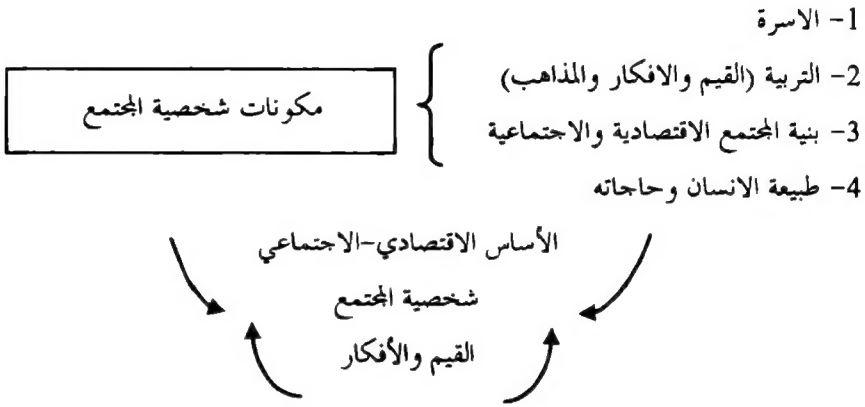 1- الاسرة
2- التربية (القيم والافكار والمذاهب)
مكونات شخصية المجتمع
3- بنية المجتمع الاقتصادية والاجتماعية
4- طبيعة الانسان وحاجاته
الأساس الاقتصادي-الاجتماعي
شخصية المجتمع
القيم والأفكار